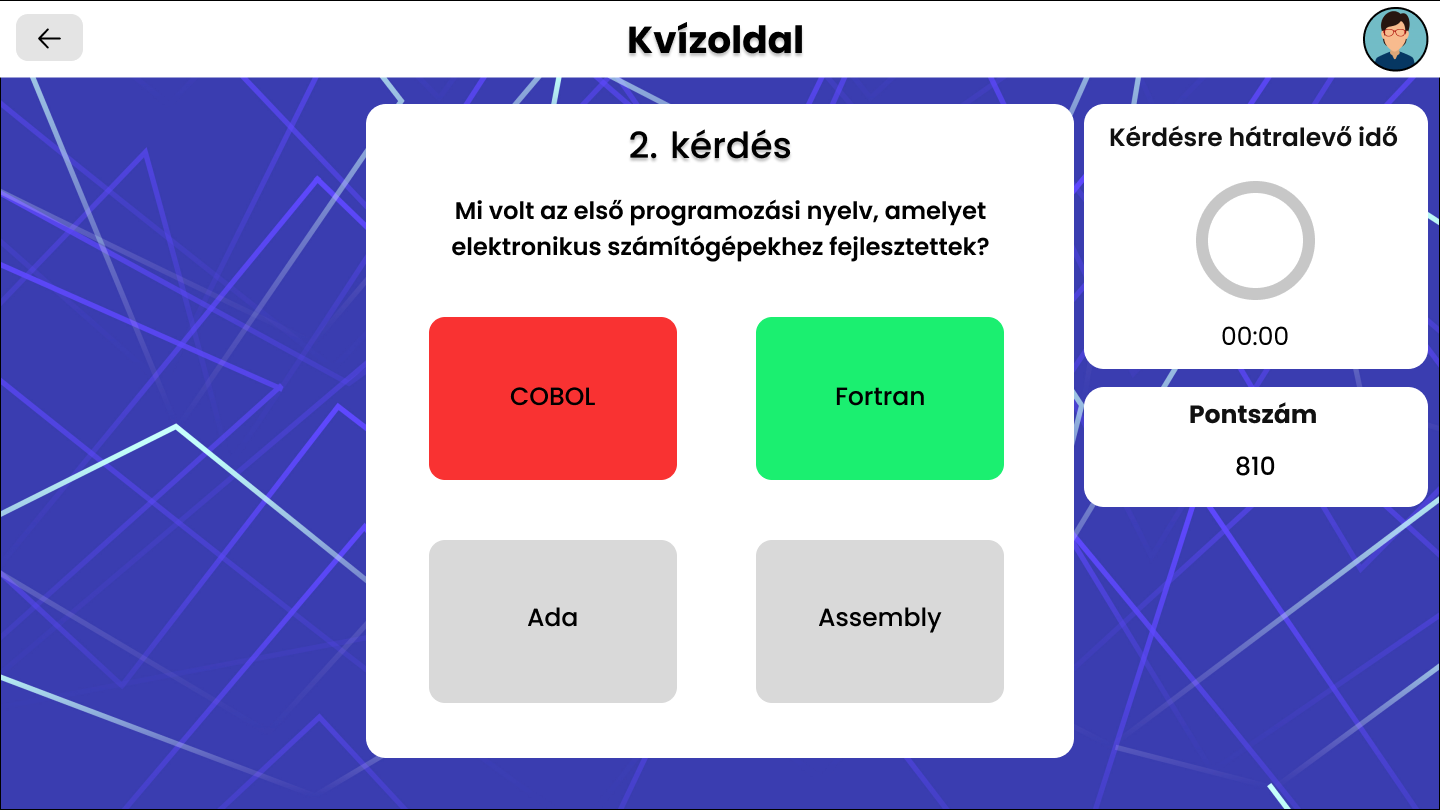 Kvízoldal
2. kérdés
Mi volt az első programozási nyelv, amelyet
elektronikus számítógépekhez fejlesztettek?
COBOL
Fortran
Ada
Assembly
Kérdésre hátralevő idő
00:00
Pontszám
810